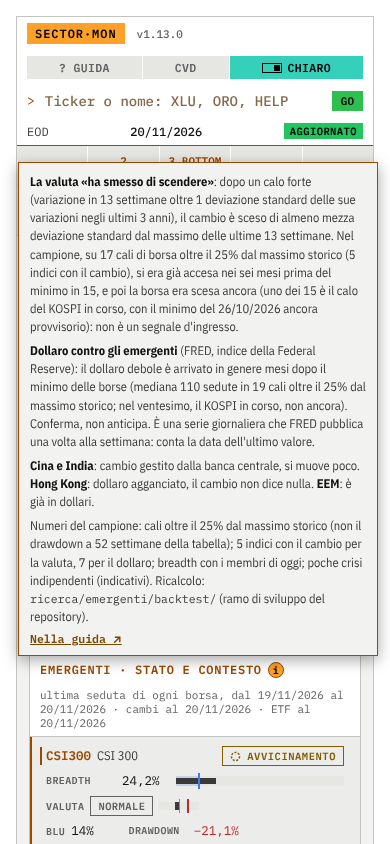 SECTOR·MON v1.13.0
? GUIDA CVD CHIARO
> Ticker o nome: XLU, ORO, HELP GO
EOD 20/11/2026 AGGIORNATO
La valuta «ha smesso di scendere»: dopo un calo forte
(variazione in 13 settimane oltre 1 deviazione standard delle sue
variazioni negli ultimi 3 anni), il cambio è sceso di almeno mezza
deviazione standard dal massimo delle ultime 13 settimane. Nel
campione, su 17 cali di borsa oltre il 25% dal massimo storico (5
indici con il cambio), si era già accesa nei sei mesi prima del
minimo in 15, e poi la borsa era scesa ancora (uno dei 15 è il calo
del KOSPI in corso, con il minimo del 26/10/2026 ancora
provvisorio): non è un segnale d'ingresso.
Dollaro contro gli emergenti (FRED, indice della Federal
Reserve): il dollaro debole è arrivato in genere mesi dopo il
minimo delle borse (mediana 110 sedute in 19 cali oltre il 25% dal
massimo storico; nel ventesimo, il KOSPI in corso, non ancora).
Conferma, non anticipa. È una serie giornaliera che FRED pubblica
una volta alla settimana: conta la data dell'ultimo valore.
Cina e India: cambio gestito dalla banca centrale, si muove poco.
Hong Kong: dollaro agganciato, il cambio non dice nulla. EEM: è
già in dollari.
Numeri del campione: cali oltre il 25% dal massimo storico (non il
drawdown a 52 settimane della tabella); 5 indici con il cambio per
la valuta, 7 per il dollaro; breadth con i membri di oggi; poche crisi
indipendenti (indicativi). Ricalcolo:
ricerca/emergenti/backtest/ (ramo di sviluppo del
repository).
Nella guida ↗
EMERGENTI · STATO E CONTESTO i
ultima seduta di ogni borsa, dal 19/11/2026 al
20/11/2026 · cambi al 20/11/2026 · ETF al
20/11/2026
CSI300 CSI 300 AVVICINAMENTO
BREADTH 24,2%
VALUTA NORMALE
BLU 14% DRAWDOWN −21,1%